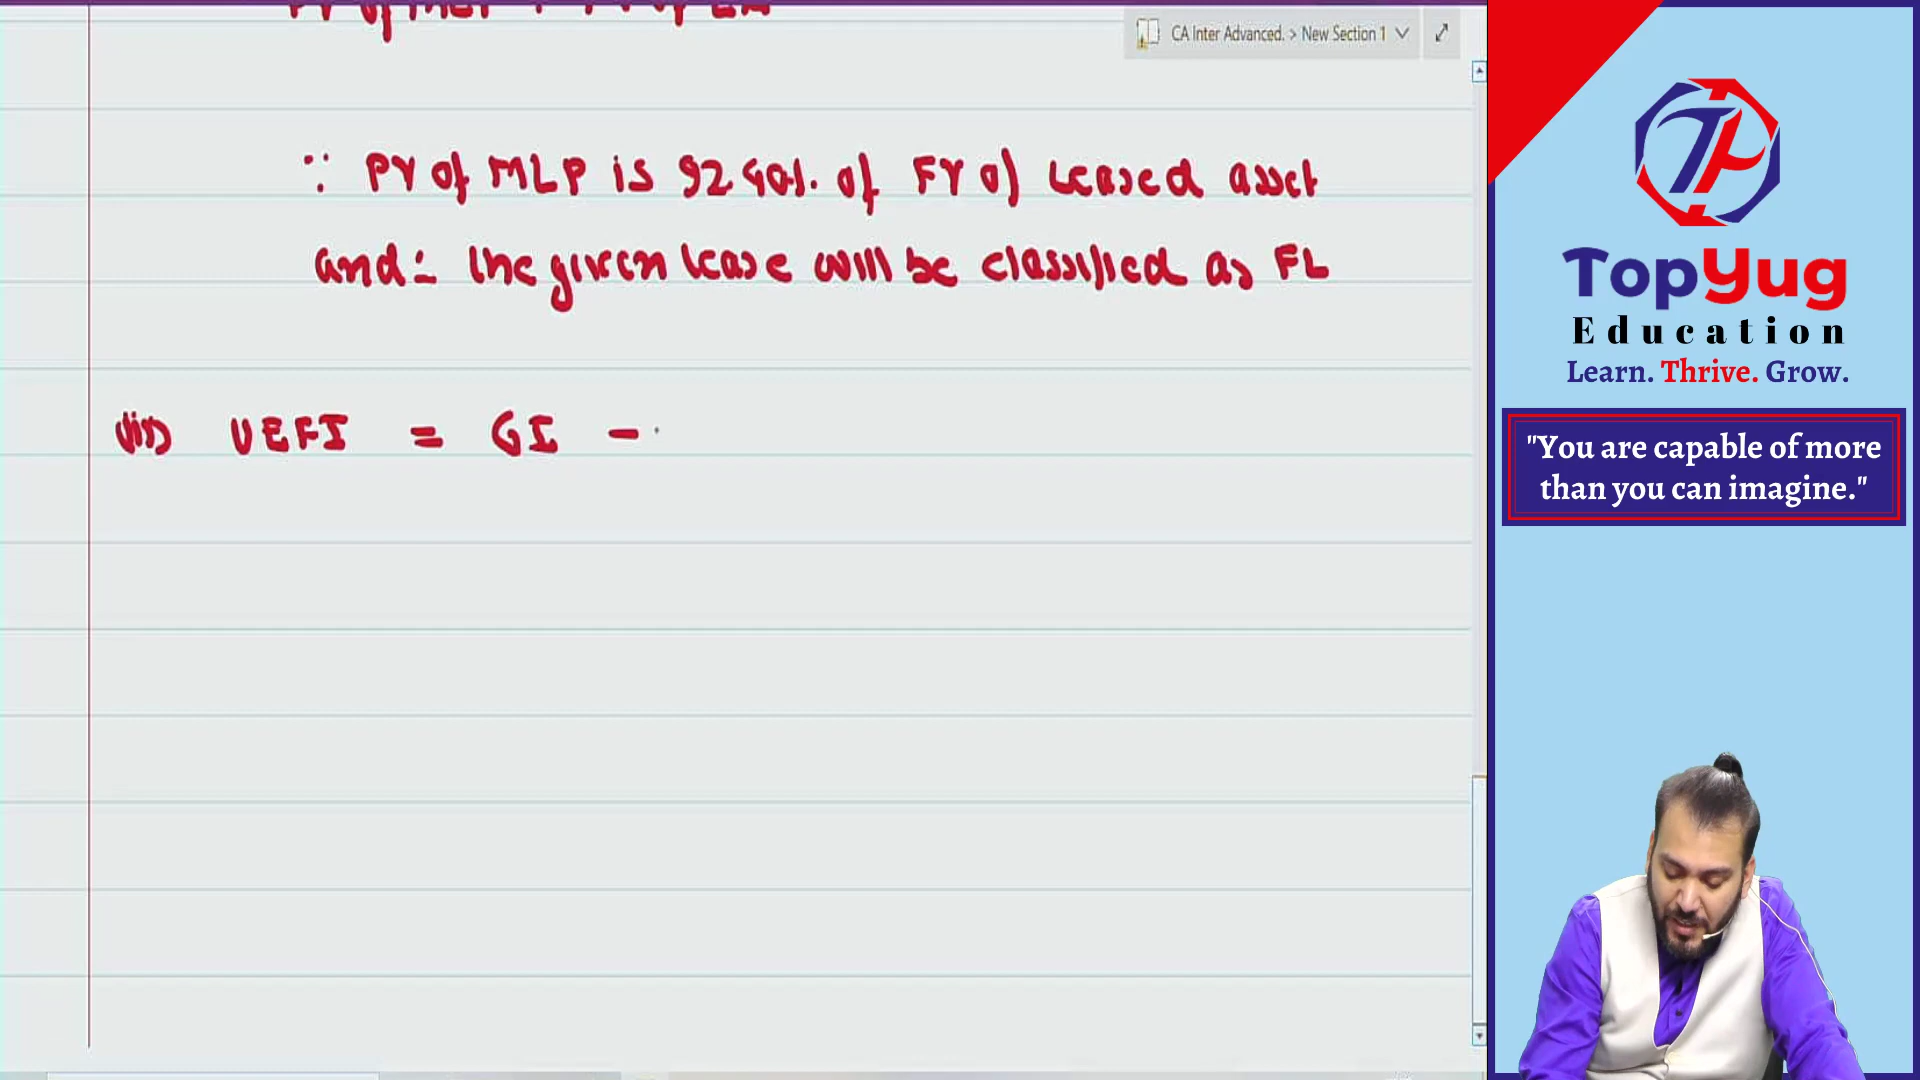 CA Inter Advanced. > New Section 1
∵ PV of MLP is 92.40%. of FV of leased asset
and ∴ the given lease will be classified as FL
(iii) UEFI = GI -
TopYug
Education
Learn. Thrive. Grow.
"You are capable of more
than you can imagine."